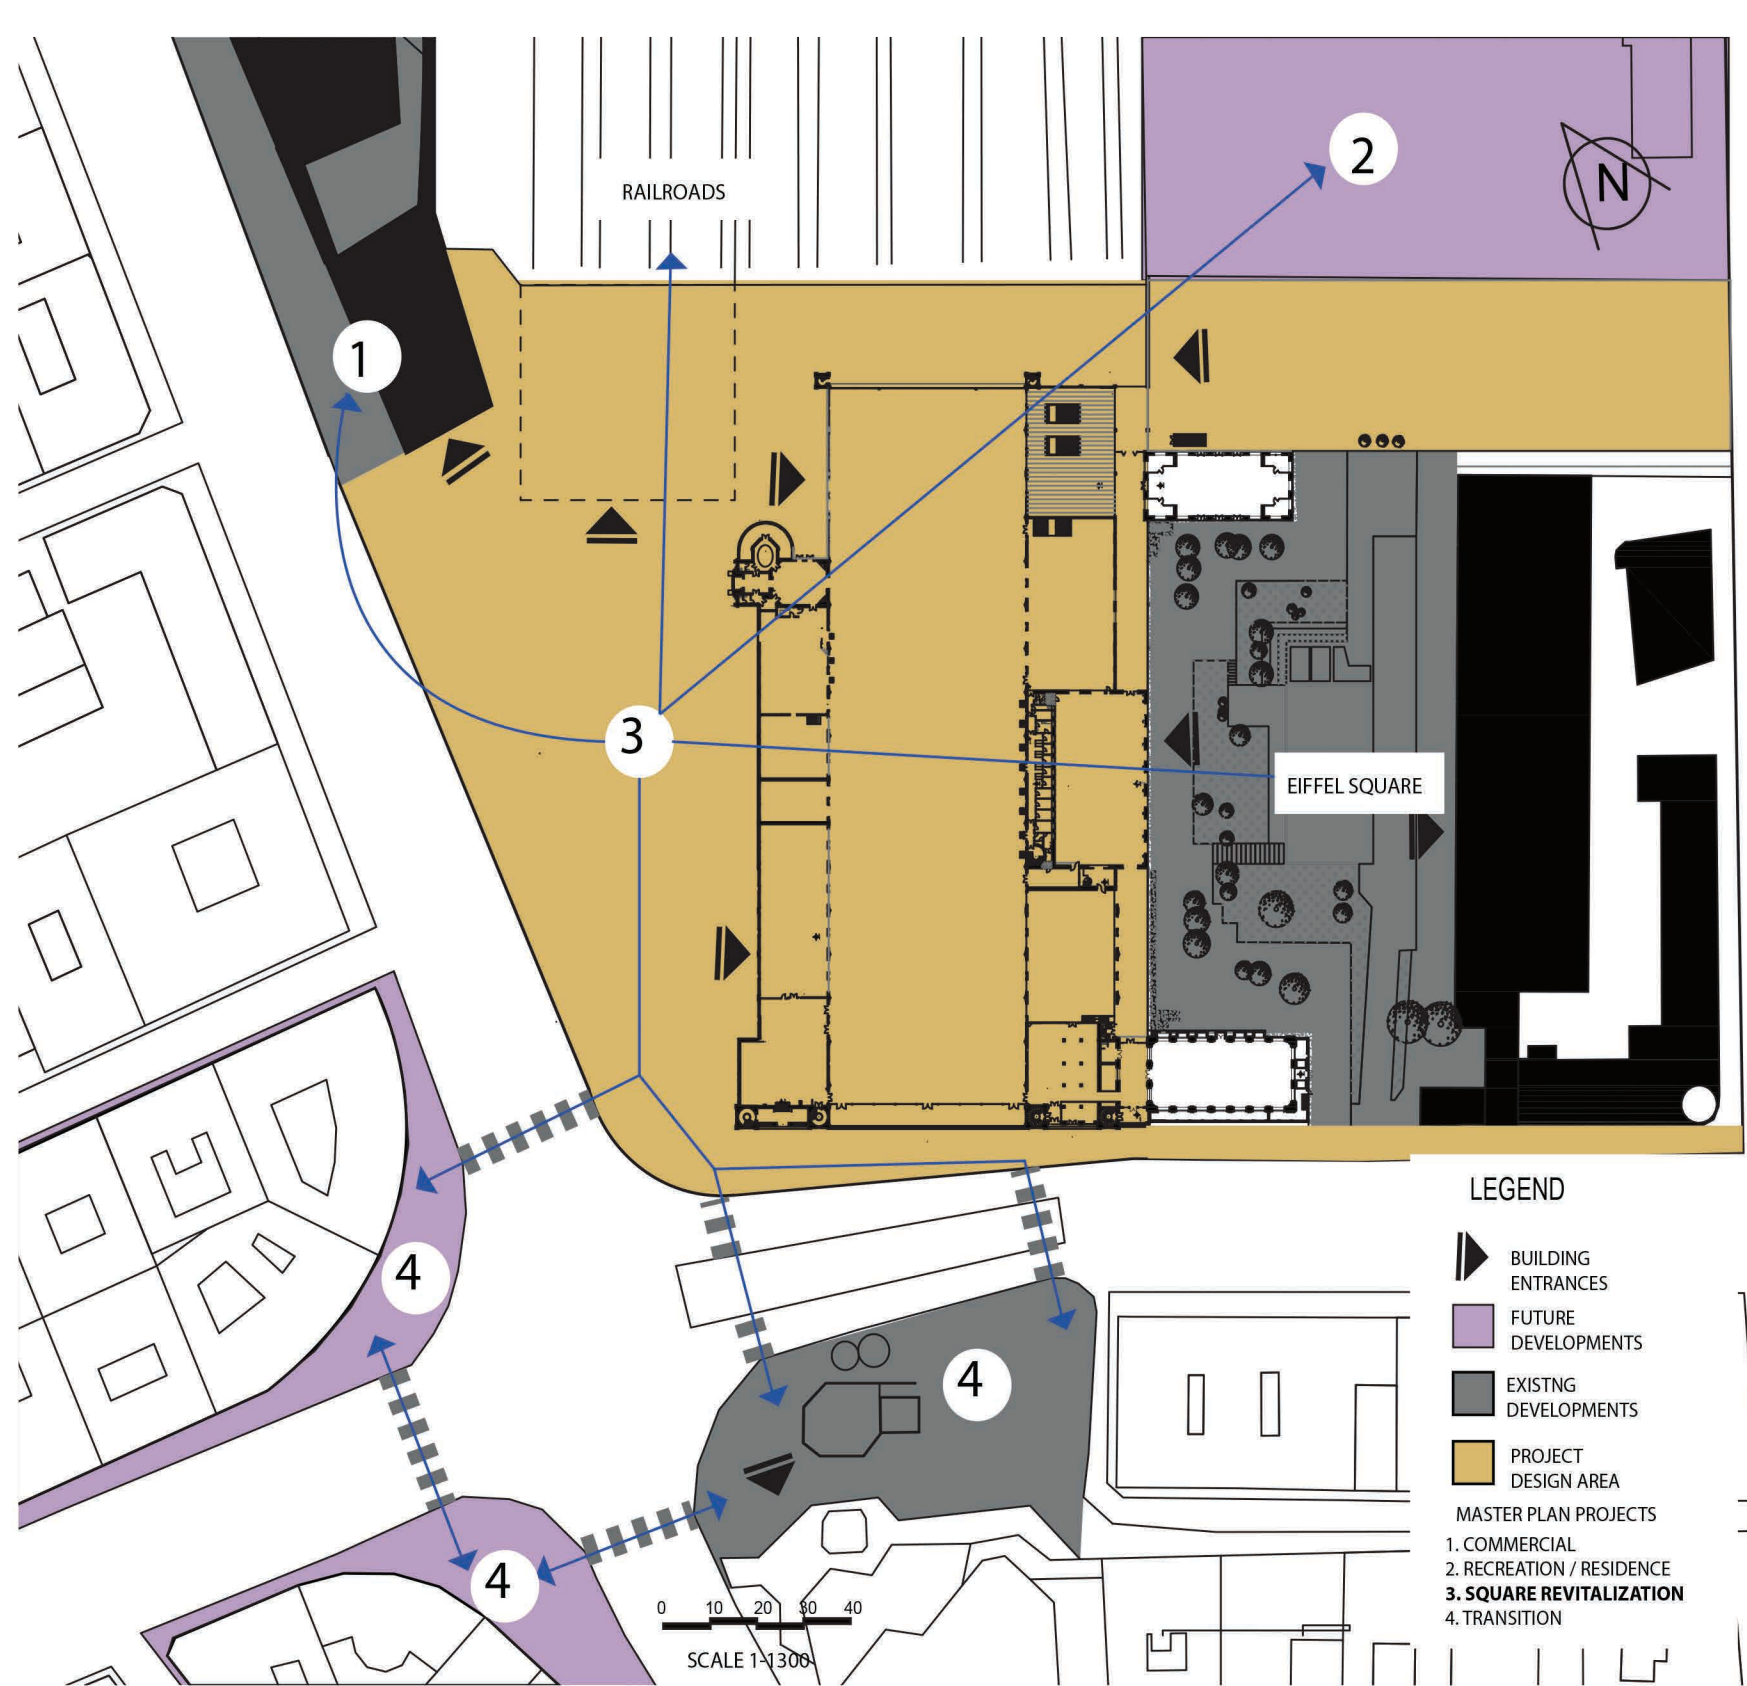 2
N
RAILROADS
1
3
EIFFEL SQUARE
4
4
4
LEGEND
BUILDING
ENTRANCES
FUTURE
DEVELOPMENTS
EXISTNG
DEVELOPMENTS
PROJECT
DESIGN AREA
MASTER PLAN PROJECTS
1. COMMERCIAL
2. RECREATION / RESIDENCE
3. SQUARE REVITALIZATION
4. TRANSITION
0 10 20 30 40
SCALE 1-1300